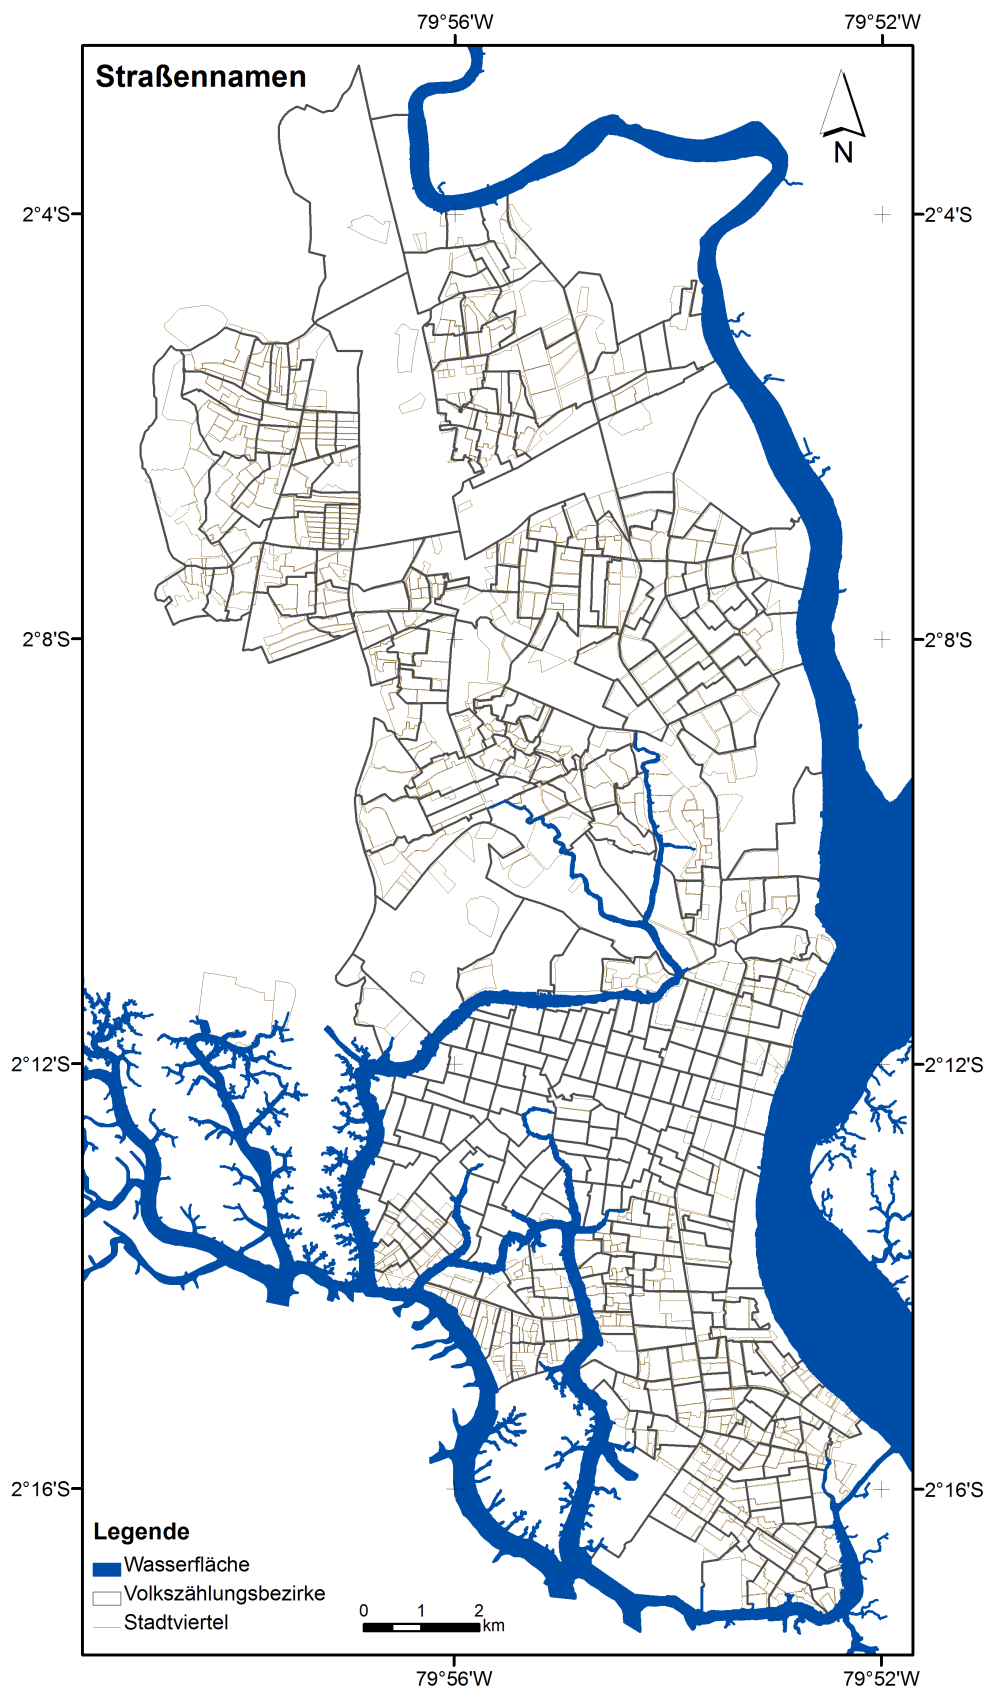 79°56'W 79°52'W
Straßennamen
N
2°4'S 2°4'S
2°8'S 2°8'S
2°12'S 2°12'S
2°16'S 2°16'S
Legende
Wasserfläche
Volkszählungsbezirke
Stadtviertel
0 1 2
km
79°56'W 79°52'W